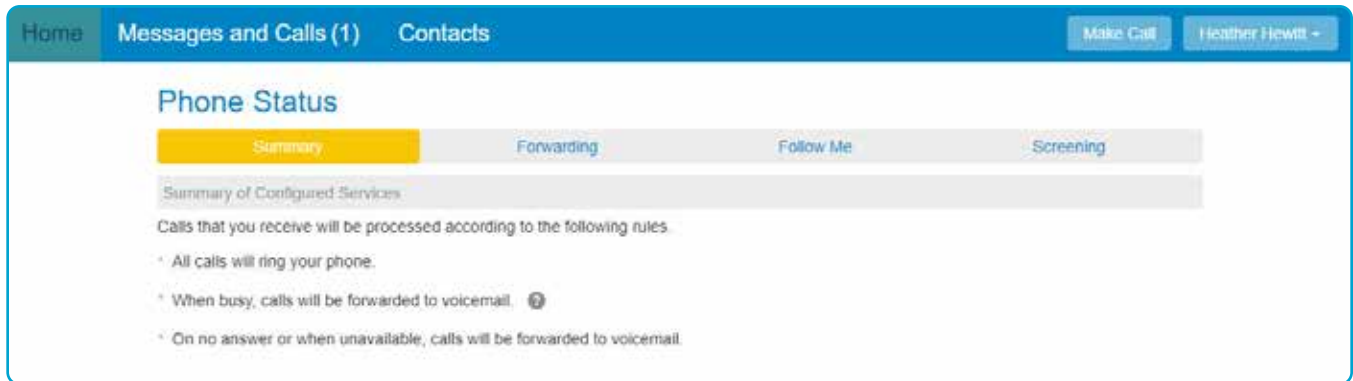 Home Messages and Calls (1) Contacts Make Call Heather Hewitt
Phone Status
Summary Forwarding Follow Me Screening
Summary of Configured Services
Calls that you receive will be processed according to the following rules.
* All calls will ring your phone.
* When busy, calls will be forwarded to voicemail. ?
* On no answer or when unavailable, calls will be forwarded to voicemail.